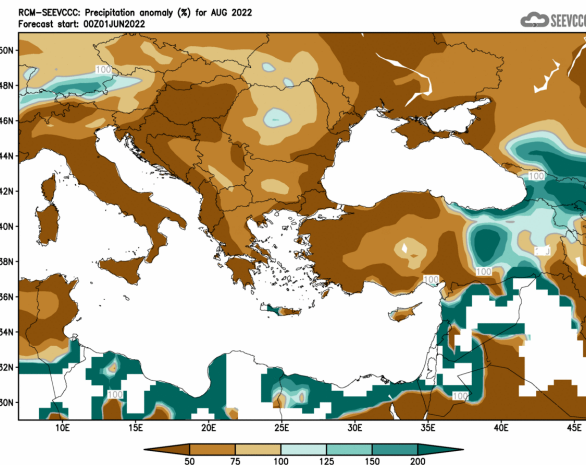 RCM-SEEVCCC: Precipitation anomaly (%) for AUG 2022
Forecast start: 00Z01JUN2022
SEEVCCC
50N
48N
46N
44N
42N
40N
38N
36N
34N
32N
30N
100
100
100
100
100
100
10E
15E
20E
25E
30E
35E
40E
45E
50
75
100
125
150
200